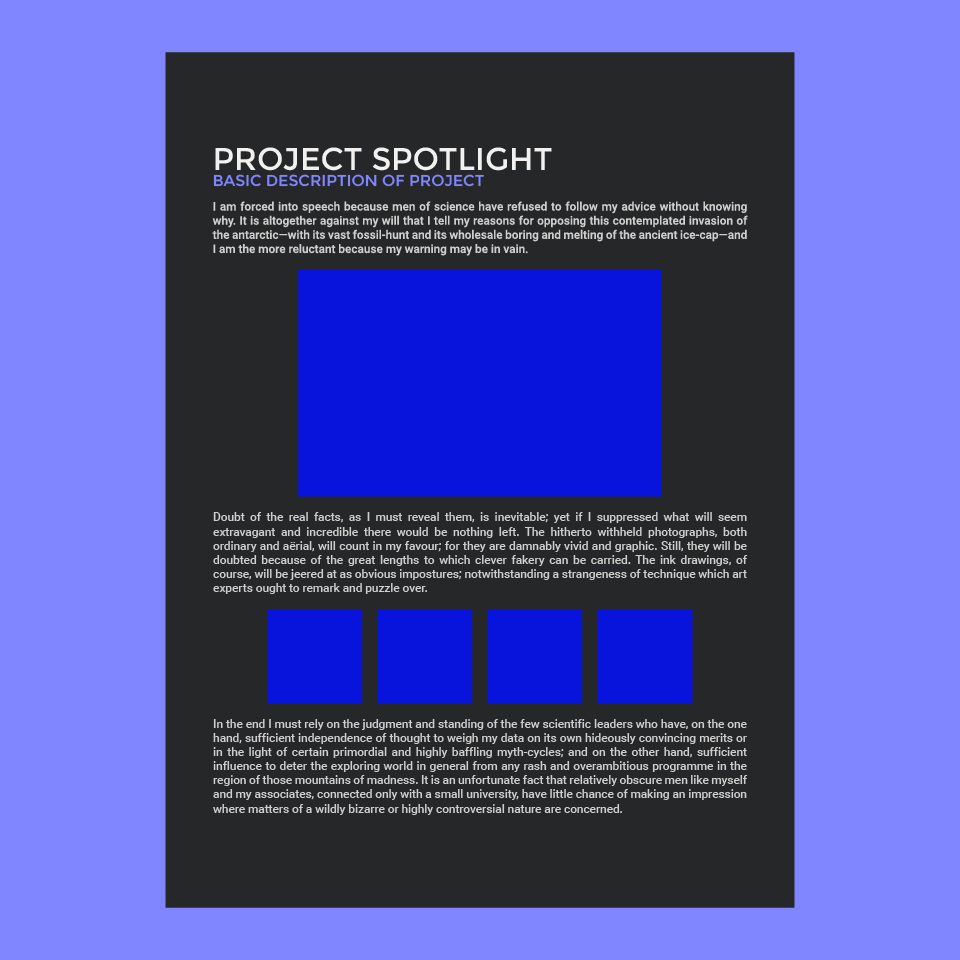 PROJECT SPOTLIGHT
BASIC DESCRIPTION OF PROJECT
I am forced into speech because men of science have refused to follow my advice without knowing
why. It is altogether against my will that I tell my reasons for opposing this contemplated invasion of
the antarctic—with its vast fossil-hunt and its wholesale boring and melting of the ancient ice-cap—and
I am the more reluctant because my warning may be in vain.
Doubt of the real facts, as I must reveal them, is inevitable; yet if I suppressed what will seem
extravagant and incredible there would be nothing left. The hitherto withheld photographs, both
ordinary and aërial, will count in my favour; for they are damnably vivid and graphic. Still, they will be
doubted because of the great lengths to which clever fakery can be carried. The ink drawings, of
course, will be jeered at as obvious impostures; notwithstanding a strangeness of technique which art
experts ought to remark and puzzle over.
In the end I must rely on the judgment and standing of the few scientific leaders who have, on the one
hand, sufficient independence of thought to weigh my data on its own hideously convincing merits or
in the light of certain primordial and highly baffling myth-cycles; and on the other hand, sufficient
influence to deter the exploring world in general from any rash and overambitious programme in the
region of those mountains of madness. It is an unfortunate fact that relatively obscure men like myself
and my associates, connected only with a small university, have little chance of making an impression
where matters of a wildly bizarre or highly controversial nature are concerned.